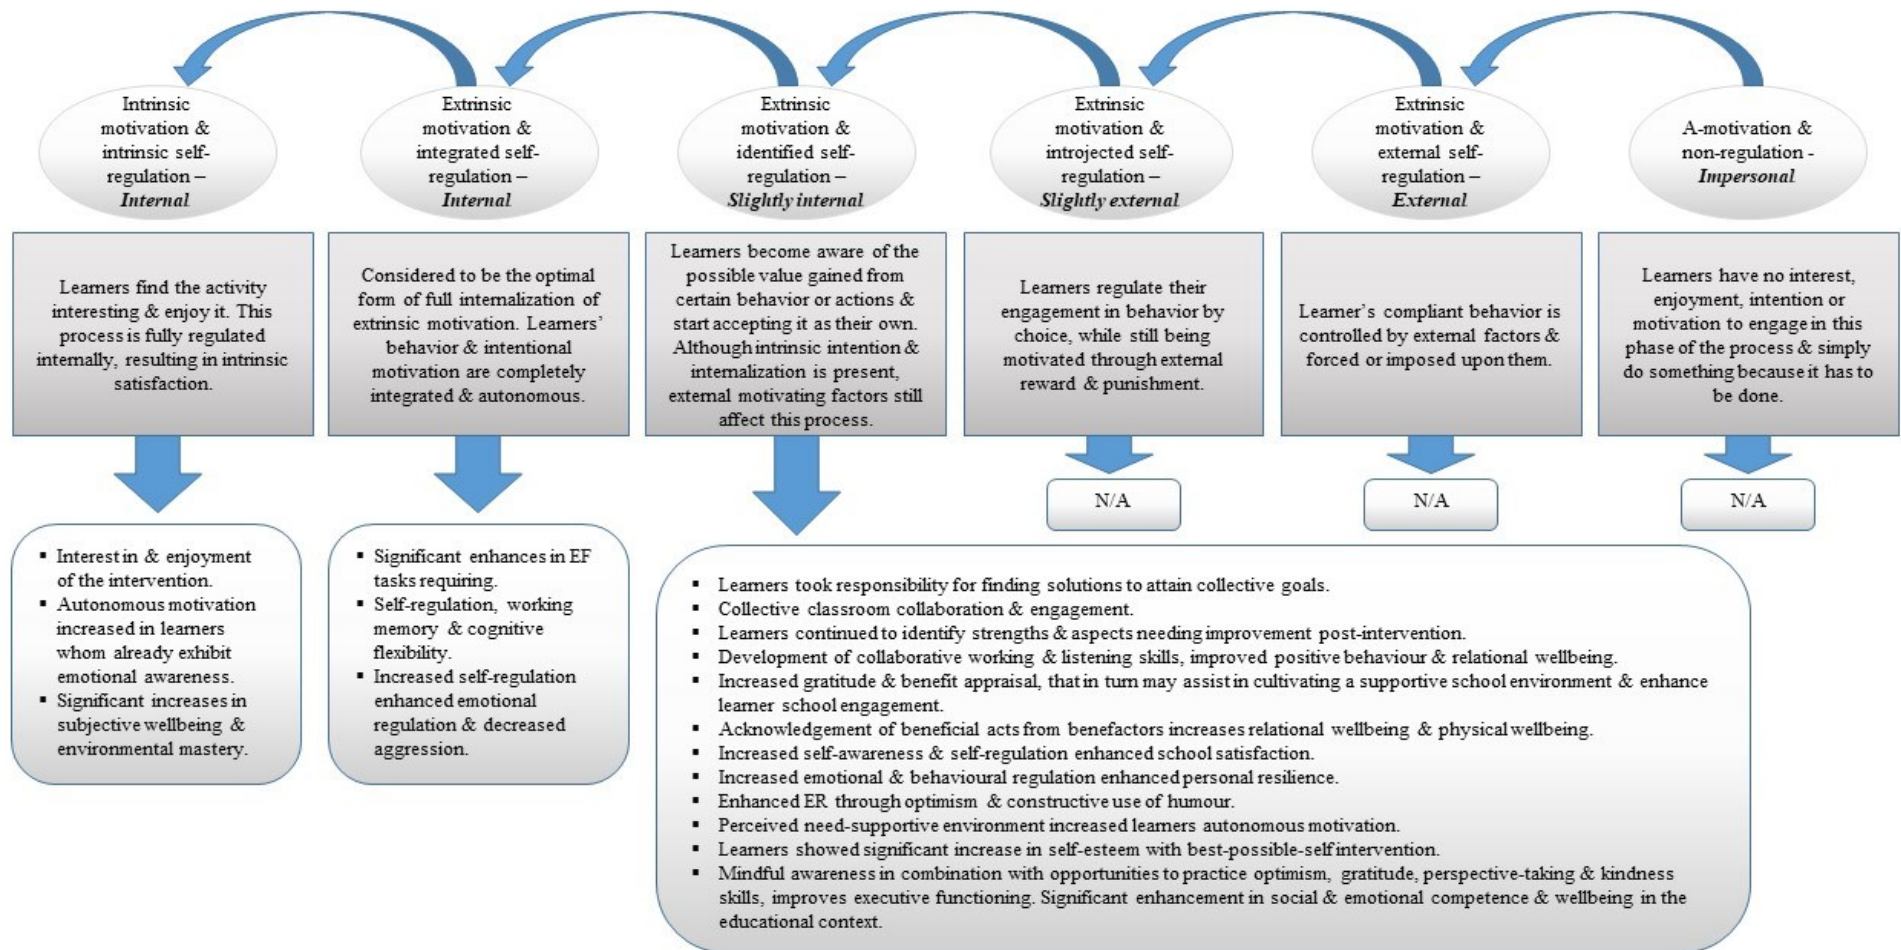 Intrinsic
motivation &
intrinsic self-
regulation –
Internal
Extrinsic
motivation &
integrated self-
regulation –
Internal
Extrinsic
motivation &
identified self-
regulation –
Slightly internal
Extrinsic
motivation &
introjected self-
regulation –
Slightly external
Extrinsic
motivation &
external self-
regulation –
External
A-motivation &
non-regulation -
Impersonal
Learners find the activity
interesting & enjoy it. This
process is fully regulated
internally, resulting in intrinsic
satisfaction.
Considered to be the optimal
form of full internalization of
extrinsic motivation. Learners’
behavior & intentional
motivation are completely
integrated & autonomous.
Learners become aware of the
possible value gained from
certain behavior or actions &
start accepting it as their own.
Although intrinsic intention &
internalization is present,
external motivating factors still
affect this process.
Learners regulate their
engagement in behavior by
choice, while still being
motivated through external
reward & punishment.
Learner’s compliant behavior is
controlled by external factors &
forced or imposed upon them.
Learners have no interest,
enjoyment, intention or
motivation to engage in this
phase of the process & simply
do something because it has to
be done.
▪ Interest in & enjoyment
of the intervention.
▪ Autonomous motivation
increased in learners
whom already exhibit
emotional awareness.
▪ Significant increases in
subjective wellbeing &
environmental mastery.
▪ Significant enhances in EF
tasks requiring.
▪ Self-regulation, working
memory & cognitive
flexibility.
▪ Increased self-regulation
enhanced emotional
regulation & decreased
aggression.
▪ Learners took responsibility for finding solutions to attain collective goals.
▪ Collective classroom collaboration & engagement.
▪ Learners continued to identify strengths & aspects needing improvement post-intervention.
▪ Development of collaborative working & listening skills, improved positive behaviour & relational wellbeing.
▪ Increased gratitude & benefit appraisal, that in turn may assist in cultivating a supportive school environment & enhance
learner school engagement.
▪ Acknowledgement of beneficial acts from benefactors increases relational wellbeing & physical wellbeing.
▪ Increased self-awareness & self-regulation enhanced school satisfaction.
▪ Increased emotional & behavioural regulation enhanced personal resilience.
▪ Enhanced ER through optimism & constructive use of humour.
▪ Perceived need-supportive environment increased learners autonomous motivation.
▪ Learners showed significant increase in self-esteem with best-possible-self intervention.
▪ Mindful awareness in combination with opportunities to practice optimism, gratitude, perspective-taking & kindness
skills, improves executive functioning. Significant enhancement in social & emotional competence & wellbeing in the
educational context.
N/A
N/A
N/A